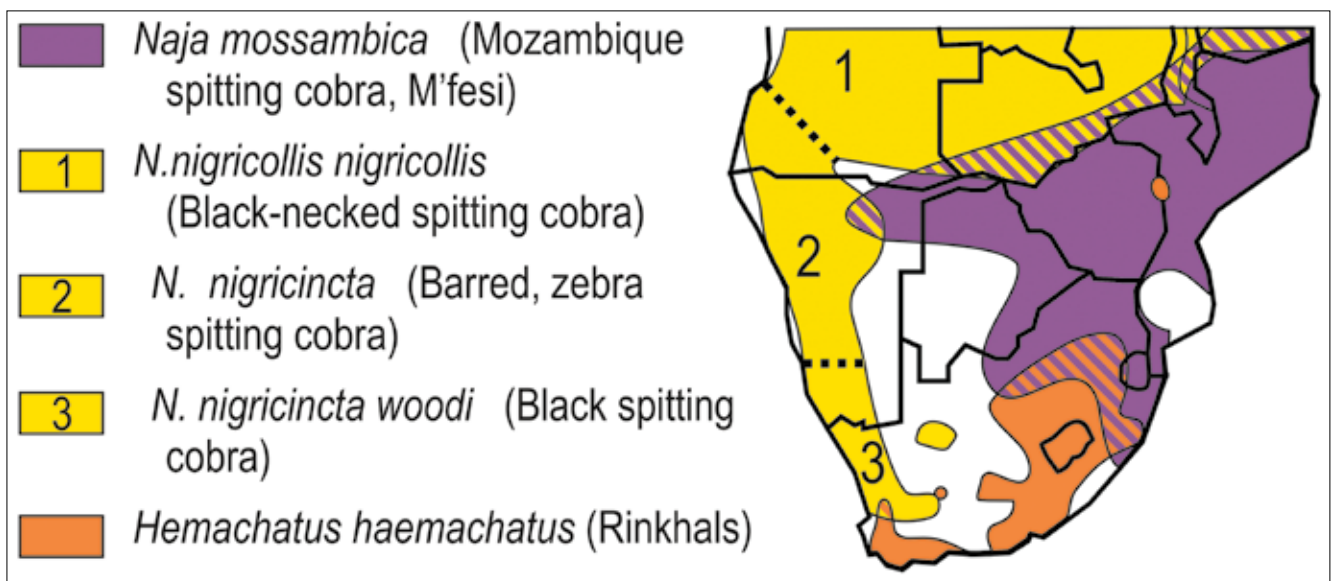 Naja mossambica (Mozambique
spitting cobra, M'fesi)
1 N.nigricollis nigricollis
(Black-necked spitting cobra)
2 N. nigricincta (Barred, zebra
spitting cobra)
3 N. nigricincta woodi (Black spitting
cobra)
Hemachatus haemachatus (Rinkhals)
1
2
3